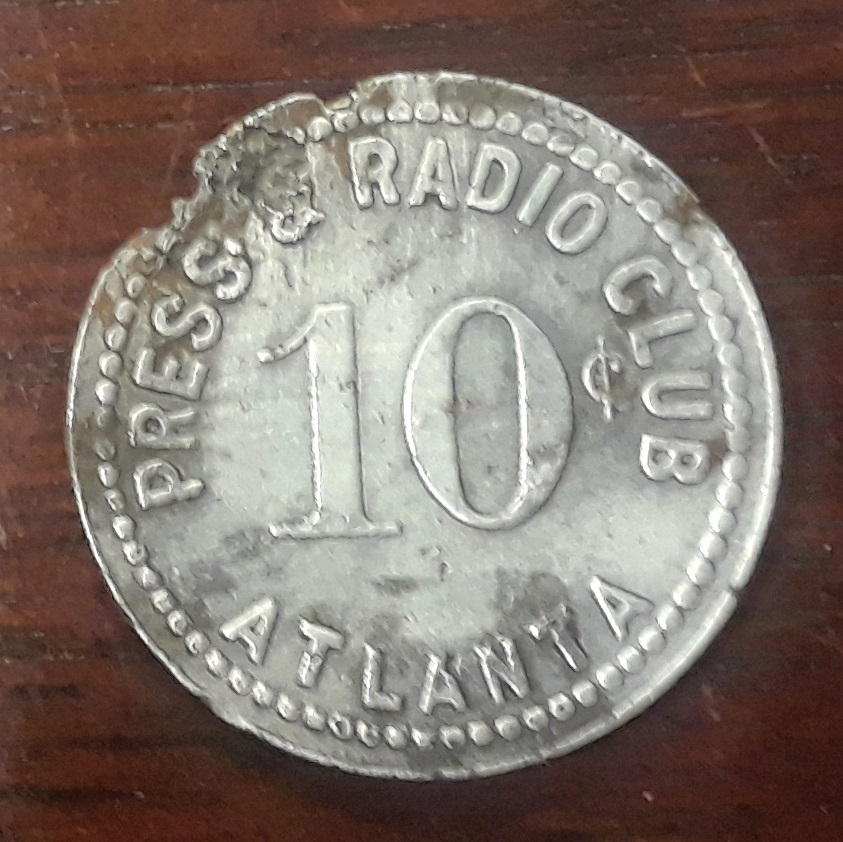 PRESS & RADIO CLUB
10¢
ATLANTA